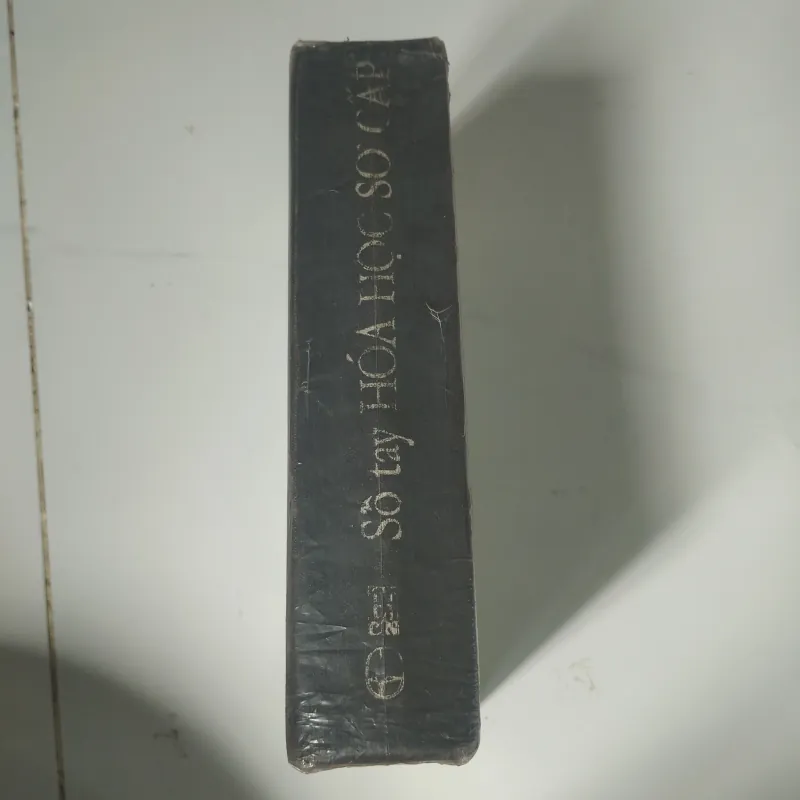 Sổ tay HÓA HỌC SƠ CẤP